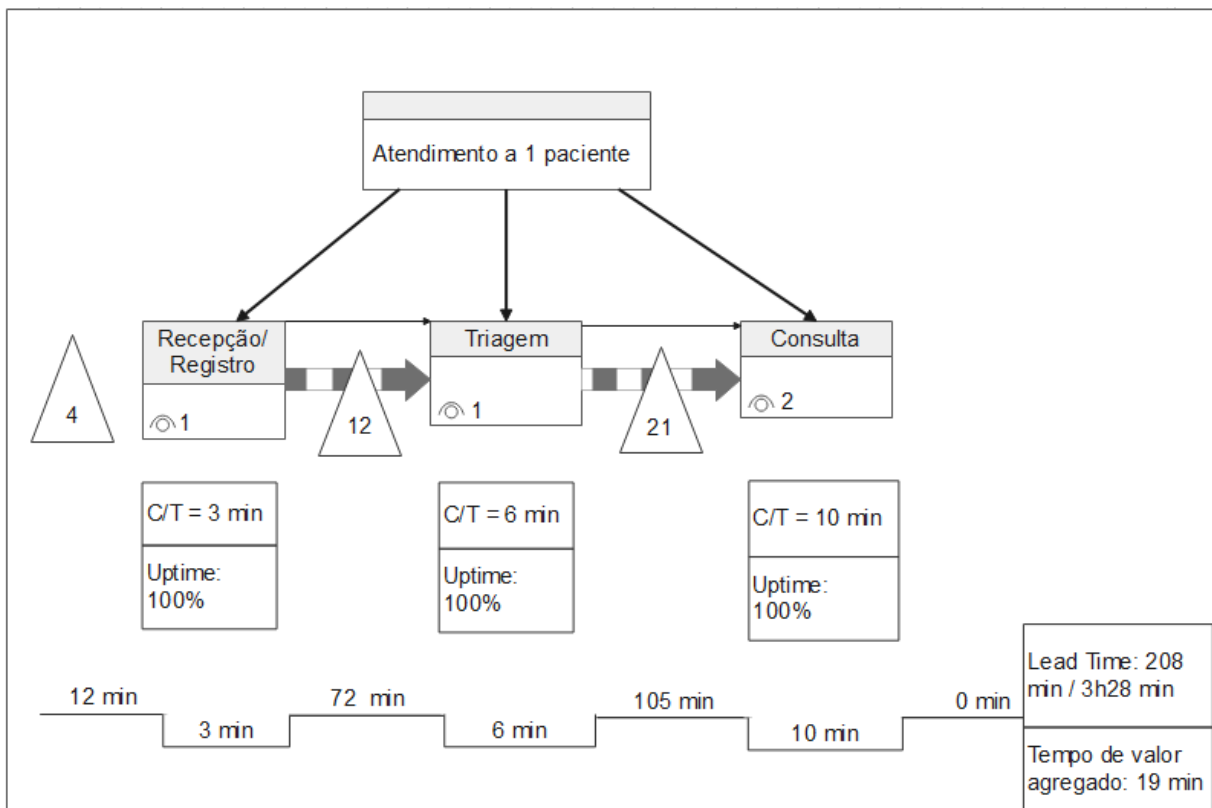 Atendimento a 1 paciente
Recepção/
Registro
1
Triagem
1
Consulta
2
4
12
21
C/T = 3 min
Uptime:
100%
C/T = 6 min
Uptime:
100%
C/T = 10 min
Uptime:
100%
12 min
3 min
72 min
6 min
105 min
10 min
0 min
Lead Time: 208
min / 3h28 min
Tempo de valor
agregado: 19 min